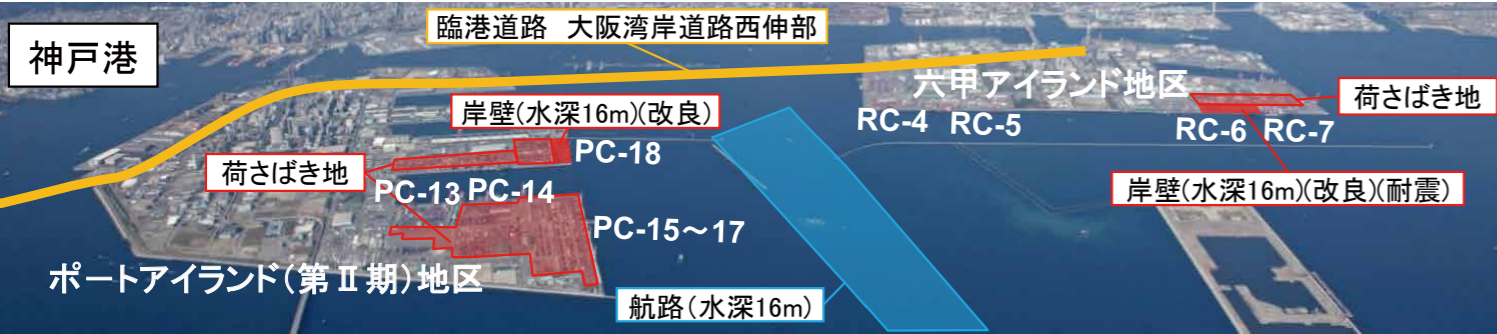 神戸港
臨港道路 大阪湾岸道路西伸部
六甲アイランド地区
荷さばき地
岸壁(水深16m)(改良)
RC-4 RC-5
RC-6 RC-7
PC-18
荷さばき地
PC-13 PC-14
岸壁(水深16m)(改良)(耐震)
PC-15～17
ポートアイランド(第Ⅱ期)地区
航路(水深16m)